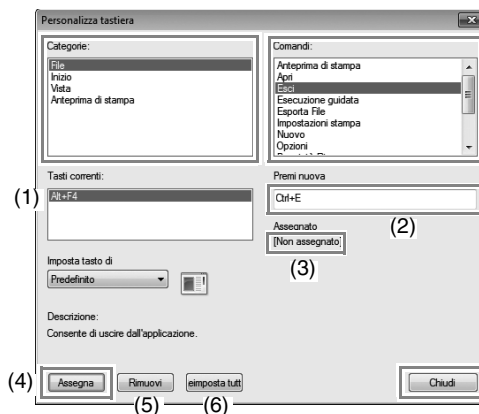 Personalizza tastiera
Categorie:
File
Inizio
Vista
Anteprima di stampa
Comandi:
Anteprima di stampa
Apri
Esci
Esecuzione guidata
Esporta File
Impostazioni stampa
Nuovo
Opzioni
Tasti correnti:
(1)
Alt+F4
Premi nuova
Ctrl+E
(2)
Assegnato
[Non assegnato]
(3)
Imposta tasto di
Predefinito
Descrizione:
Consente di uscire dall'applicazione.
(4)
Assegna
Rimuovi
eimposta tutt
Chiudi
(5)
(6)